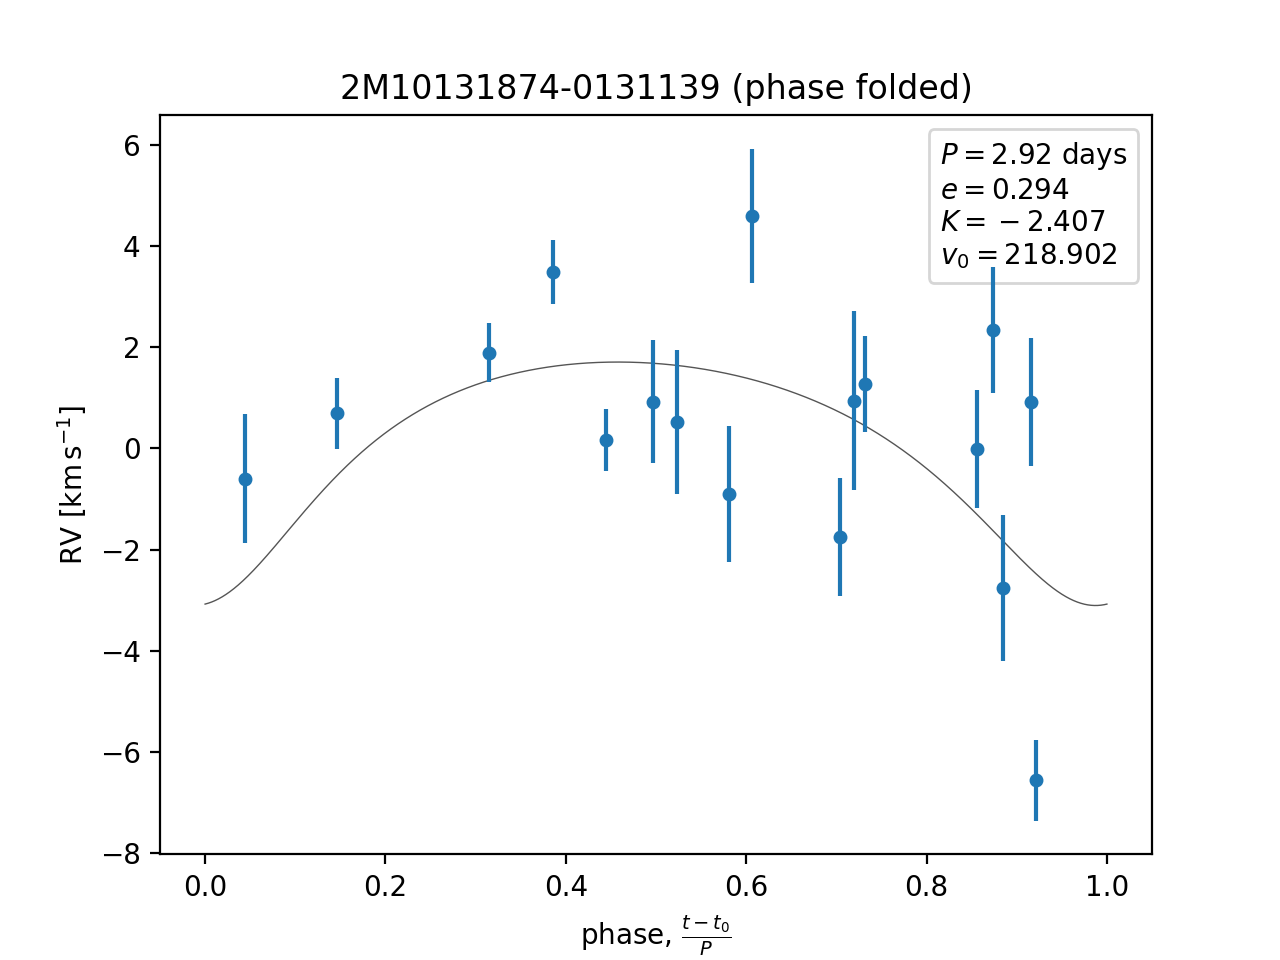 2M10131874-0131139 (phase folded)
P = 2.92 days
e = 0.294
K = −2.407
v₀ = 218.902
6
4
2
0
−2
−4
−6
−8
RV [km s⁻¹]
0.0 0.2 0.4 0.6 0.8 1.0
phase, (t − t₀)/P